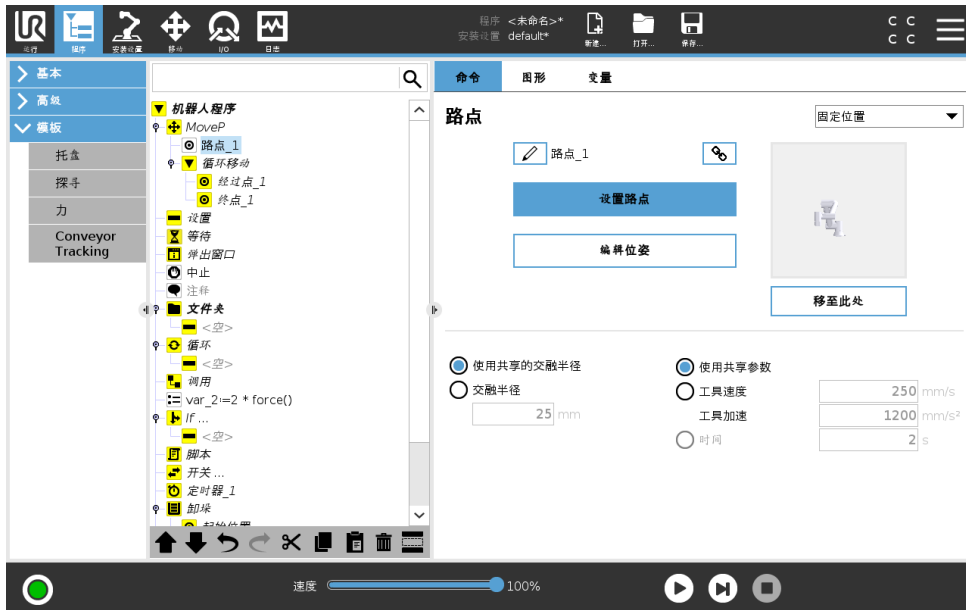 UR
程序 <未命名>*
安装设置 default*
运行
程序
安装设置
移动
I/O
日志
新建...
打开...
保存...
C C
C C
基本
高级
模板
托盘
探寻
力
Conveyor
Tracking
机器人程序
MoveP
路点_1
循环移动
经过点_1
终点_1
设置
等待
弹出窗口
中止
注释
文件夹
<空>
循环
<空>
调用
var_2:=2 * force()
If ...
<空>
脚本
开关 ...
定时器_1
卸垛
起始位置
命令
图形
变量
路点
固定位置
路点_1
设置路点
编辑位姿
移至此处
使用共享的交融半径
交融半径
25 mm
使用共享参数
工具速度
250 mm/s
工具加速
1200 mm/s²
时间
2 s
速度
100%